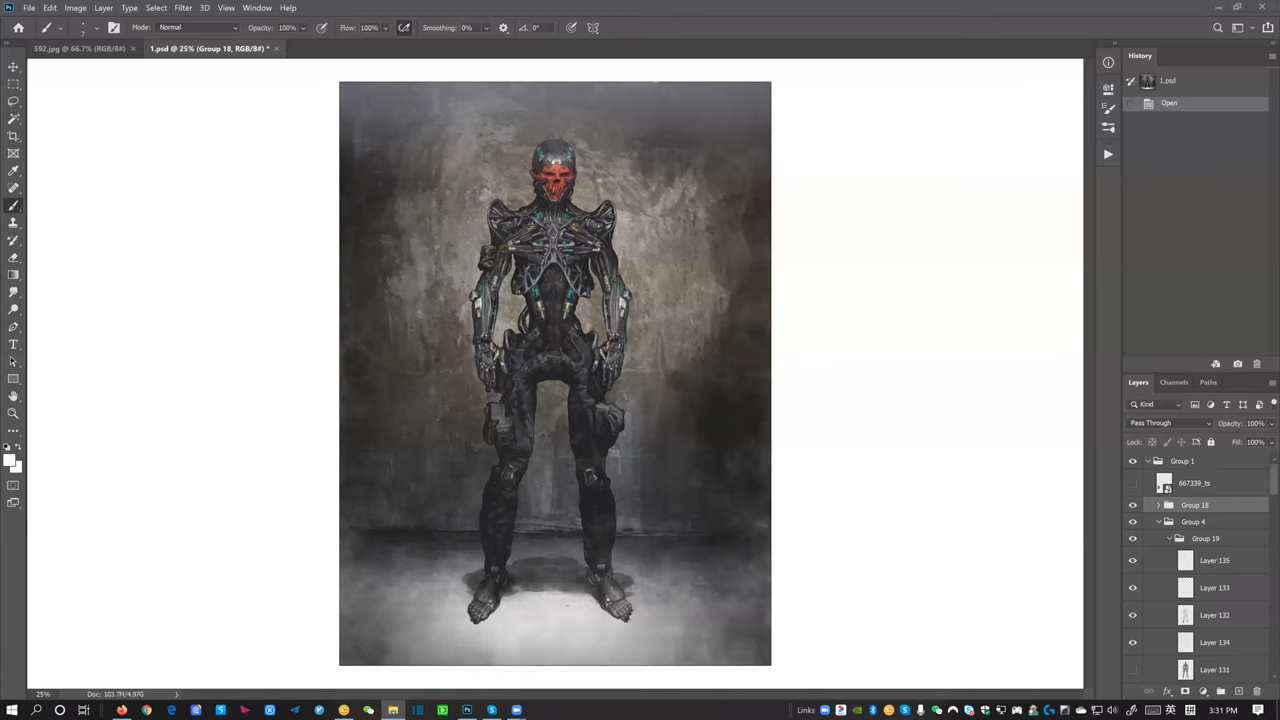 File Edit Image Layer Type Select Filter 3D View Window Help
Mode: Normal Opacity: 100% Flow: 100% Smoothing: 0% 0°
592.jpg @ 66.7% (RGB/8#) × 1.psd @ 25% (Group 18, RGB/8#) * ×
History
1.psd
Open
Layers Channels Paths
Kind
Pass Through Opacity: 100%
Lock: Fill: 100%
Group 1
667339_ts
Group 18
Group 4
Group 19
Layer 135
Layer 133
Layer 132
Layer 134
Layer 131
25% Doc: 103.7M/4.97G
Links 英 拼 3:31 PM